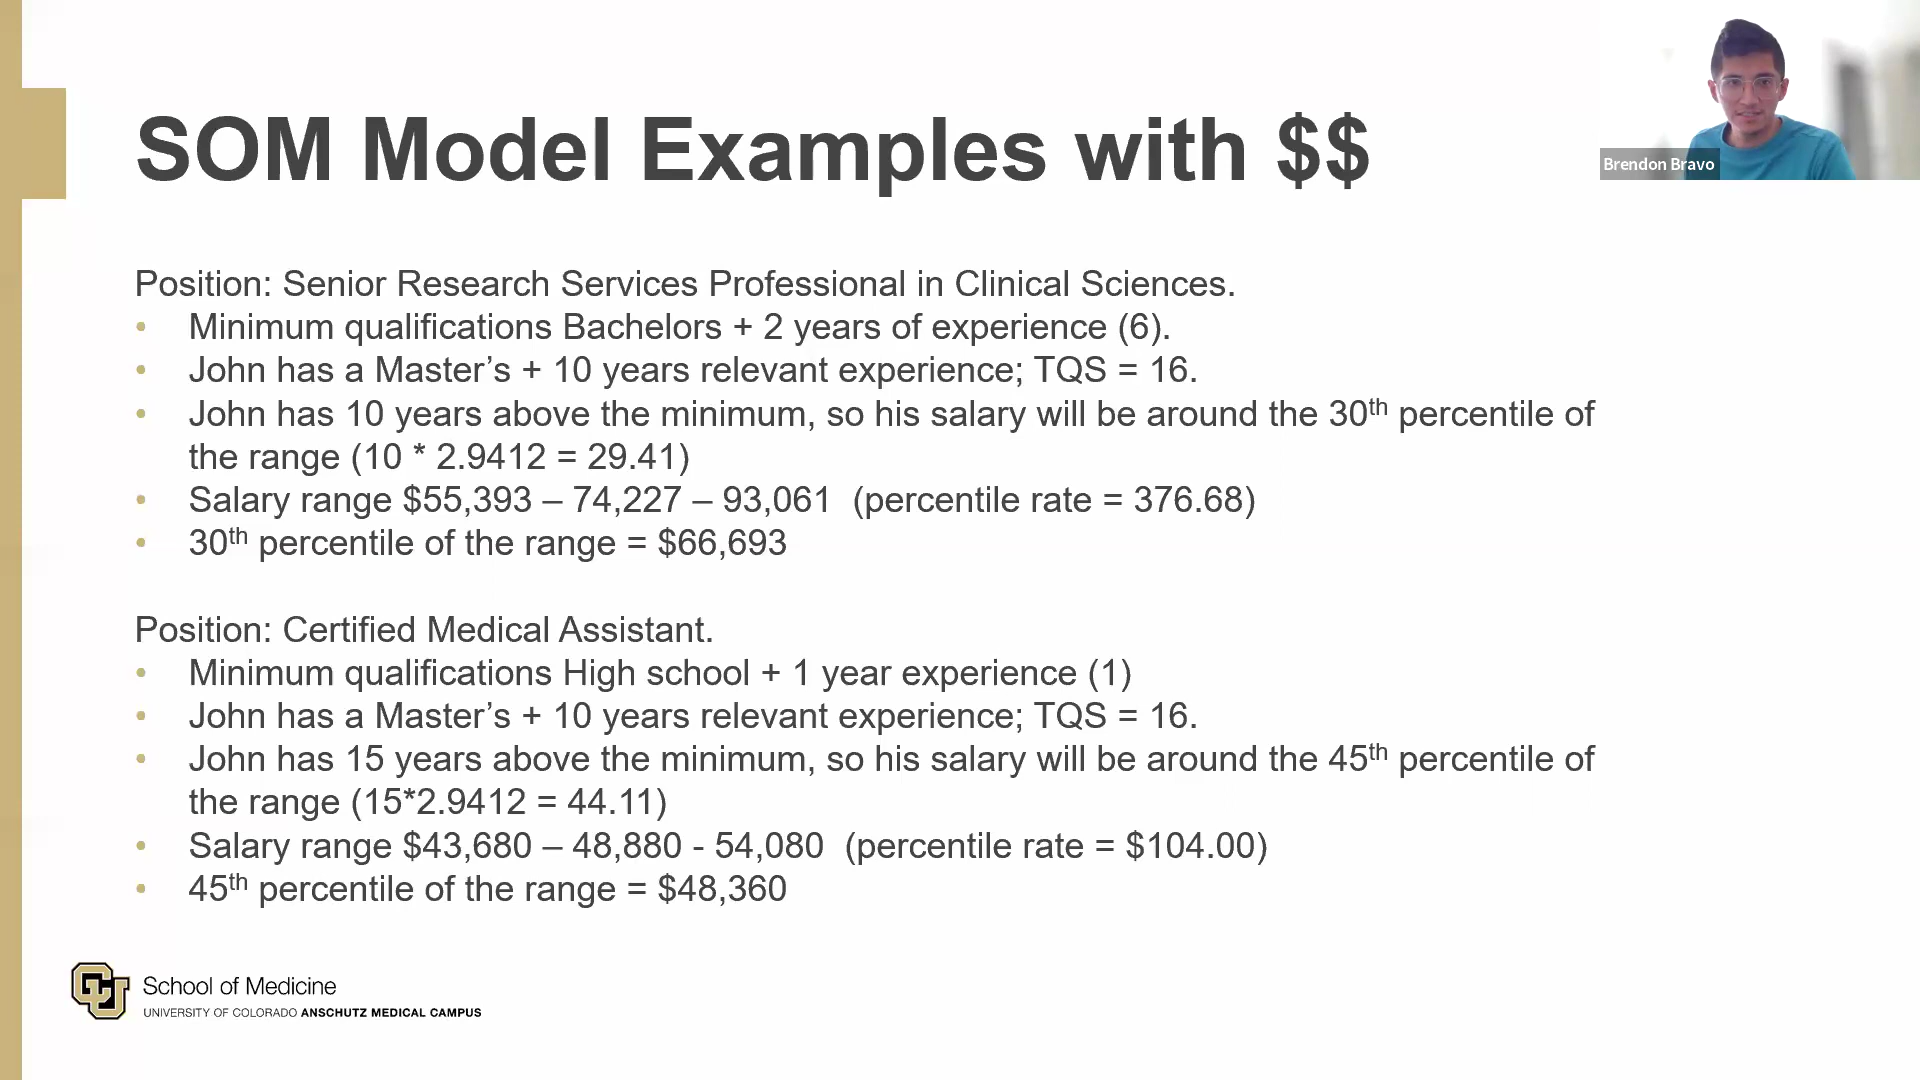 SOM Model Examples with $$
Brendon Bravo
Position: Senior Research Services Professional in Clinical Sciences.
• Minimum qualifications Bachelors + 2 years of experience (6).
• John has a Master’s + 10 years relevant experience; TQS = 16.
• John has 10 years above the minimum, so his salary will be around the 30th percentile of
the range (10 * 2.9412 = 29.41)
• Salary range $55,393 – 74,227 – 93,061 (percentile rate = 376.68)
• 30th percentile of the range = $66,693
Position: Certified Medical Assistant.
• Minimum qualifications High school + 1 year experience (1)
• John has a Master’s + 10 years relevant experience; TQS = 16.
• John has 15 years above the minimum, so his salary will be around the 45th percentile of
the range (15*2.9412 = 44.11)
• Salary range $43,680 – 48,880 - 54,080 (percentile rate = $104.00)
• 45th percentile of the range = $48,360
CU
School of Medicine
UNIVERSITY OF COLORADO ANSCHUTZ MEDICAL CAMPUS